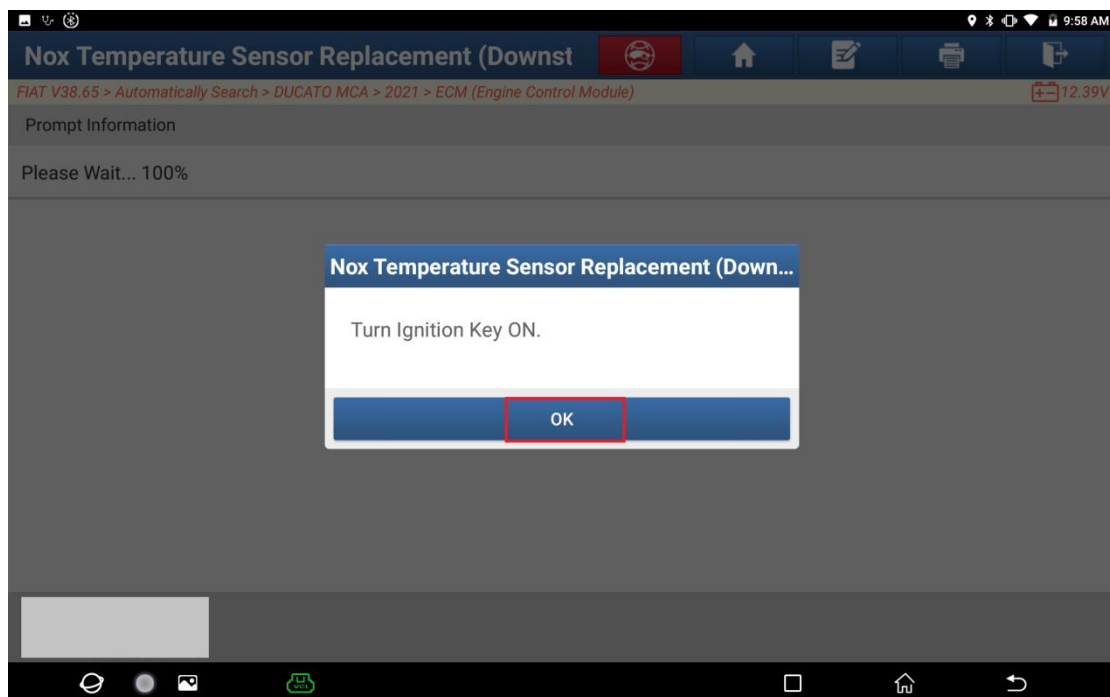 9:58 AM
Nox Temperature Sensor Replacement (Downst
FIAT V38.65 > Automatically Search > DUCATO MCA > 2021 > ECM (Engine Control Module)
12.39V
Prompt Information
Please Wait... 100%
Nox Temperature Sensor Replacement (Down...
Turn Ignition Key ON.
OK
VCI